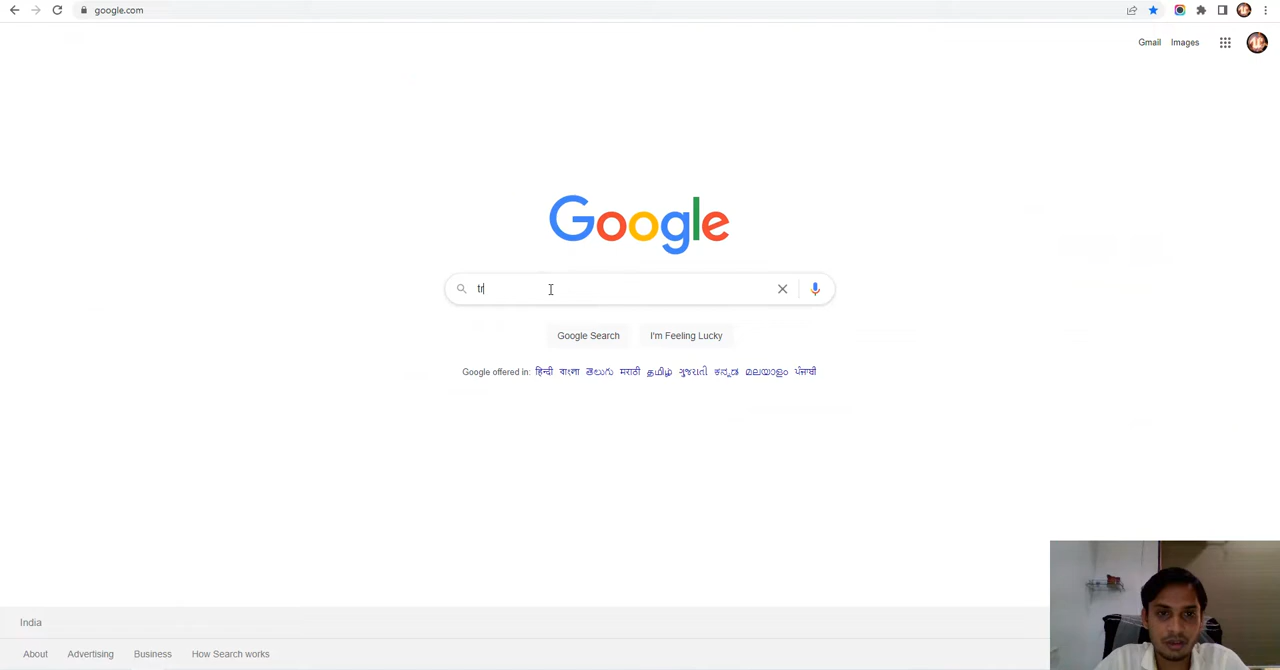 google.com
Gmail Images
Google
tr
Google Search I'm Feeling Lucky
Google offered in: हिन्दी বাংলা తెలుగు मराठी தமிழ் ગુજરાતી ಕನ್ನಡ മലയാളം ਪੰਜਾਬੀ
India
About Advertising Business How Search works